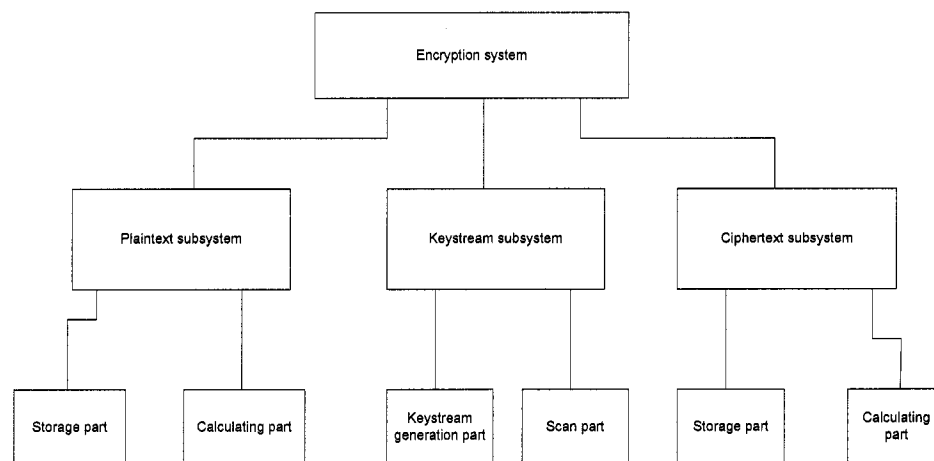 Encryption system
Plaintext subsystem
Keystream subsystem
Ciphertext subsystem
Storage part
Calculating part
Keystream
generation part
Scan part
Storage part
Calculating
part